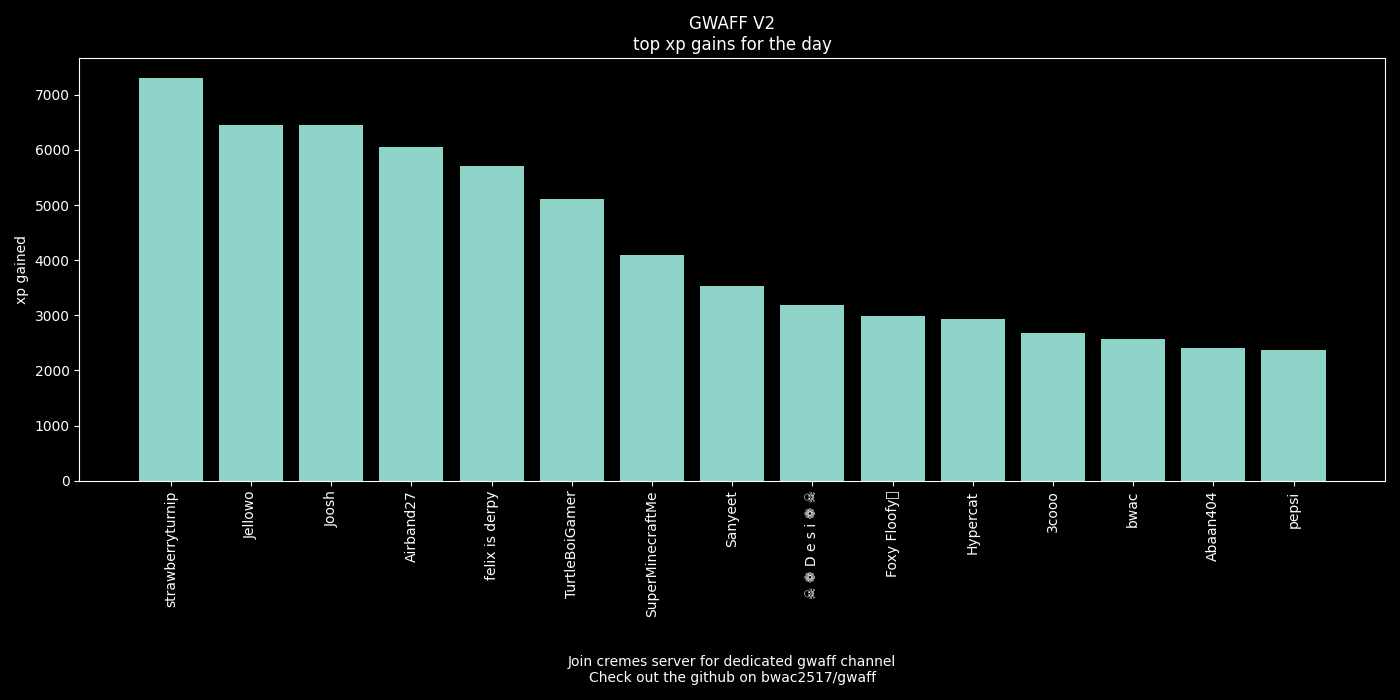 GWAFF V2
top xp gains for the day
xp gained
7000
6000
5000
4000
3000
2000
1000
0
strawberryturnip
Jellowo
Joosh
Airband27
felix is derpy
TurtleBoiGamer
SuperMinecraftMe
Sanyeet
☠ ❁ D e s i ❁ ☠
Foxy Floofy
Hypercat
3cooo
bwac
Abaan404
pepsi
Join cremes server for dedicated gwaff channel
Check out the github on bwac2517/gwaff